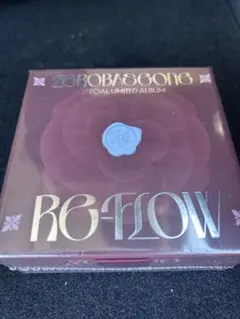 ZEROBASEONE
SPECIAL LIMITED ALBUM
RE-FLOW